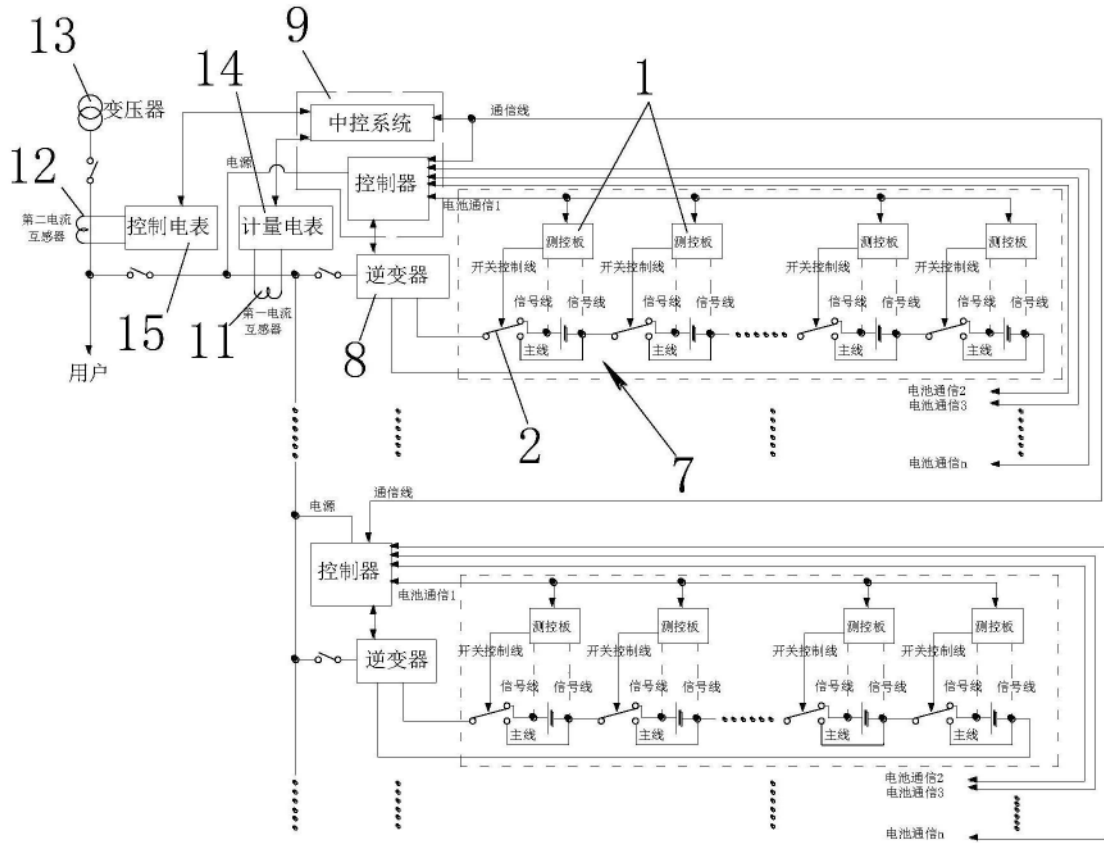 13
变压器
9
14
中控系统
通信线
1
12
电源
控制器
第二电流
互感器
控制电表
计量电表
电池通信1
测控板
测控板
测控板
测控板
逆变器
开关控制线
开关控制线
开关控制线
开关控制线
信号线
信号线
信号线
信号线
信号线
信号线
信号线
信号线
第一电流
互感器
15
11
8
主线
主线
主线
主线
用户
2
7
电池通信2
电池通信3
电池通信n
通信线
电源
控制器
电池通信1
测控板
测控板
测控板
测控板
逆变器
开关控制线
开关控制线
开关控制线
开关控制线
信号线
信号线
信号线
信号线
信号线
信号线
信号线
信号线
主线
主线
主线
主线
电池通信2
电池通信3
电池通信n